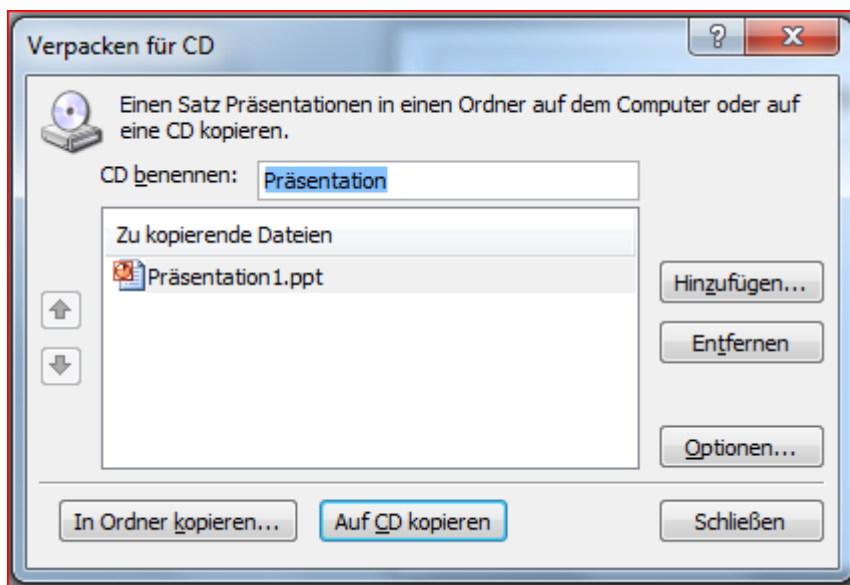 Verpacken für CD
Einen Satz Präsentationen in einen Ordner auf dem Computer oder auf
eine CD kopieren.
CD benennen: Präsentation
Zu kopierende Dateien
Präsentation1.ppt
Hinzufügen...
Entfernen
Optionen...
In Ordner kopieren... Auf CD kopieren Schließen